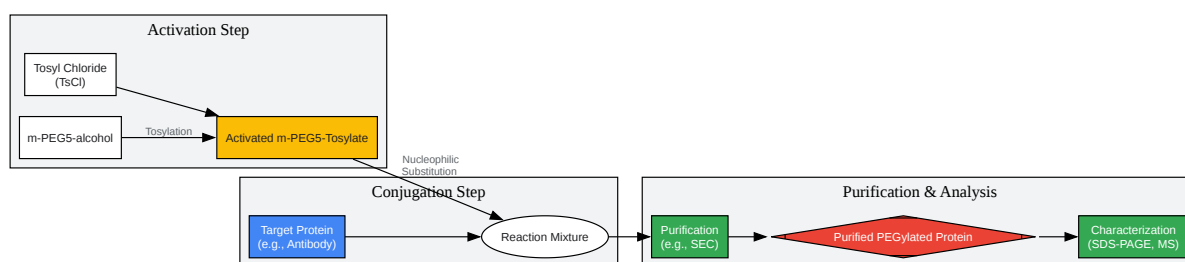 Activation Step
Tosyl Chloride
(TsCl)
m-PEG5-alcohol
Tosylation
Activated m-PEG5-Tosylate
Nucleophilic
Substitution
Conjugation Step
Target Protein
(e.g., Antibody)
Reaction Mixture
Purification & Analysis
Purification
(e.g., SEC)
Purified PEGylated Protein
Characterization
(SDS-PAGE, MS)